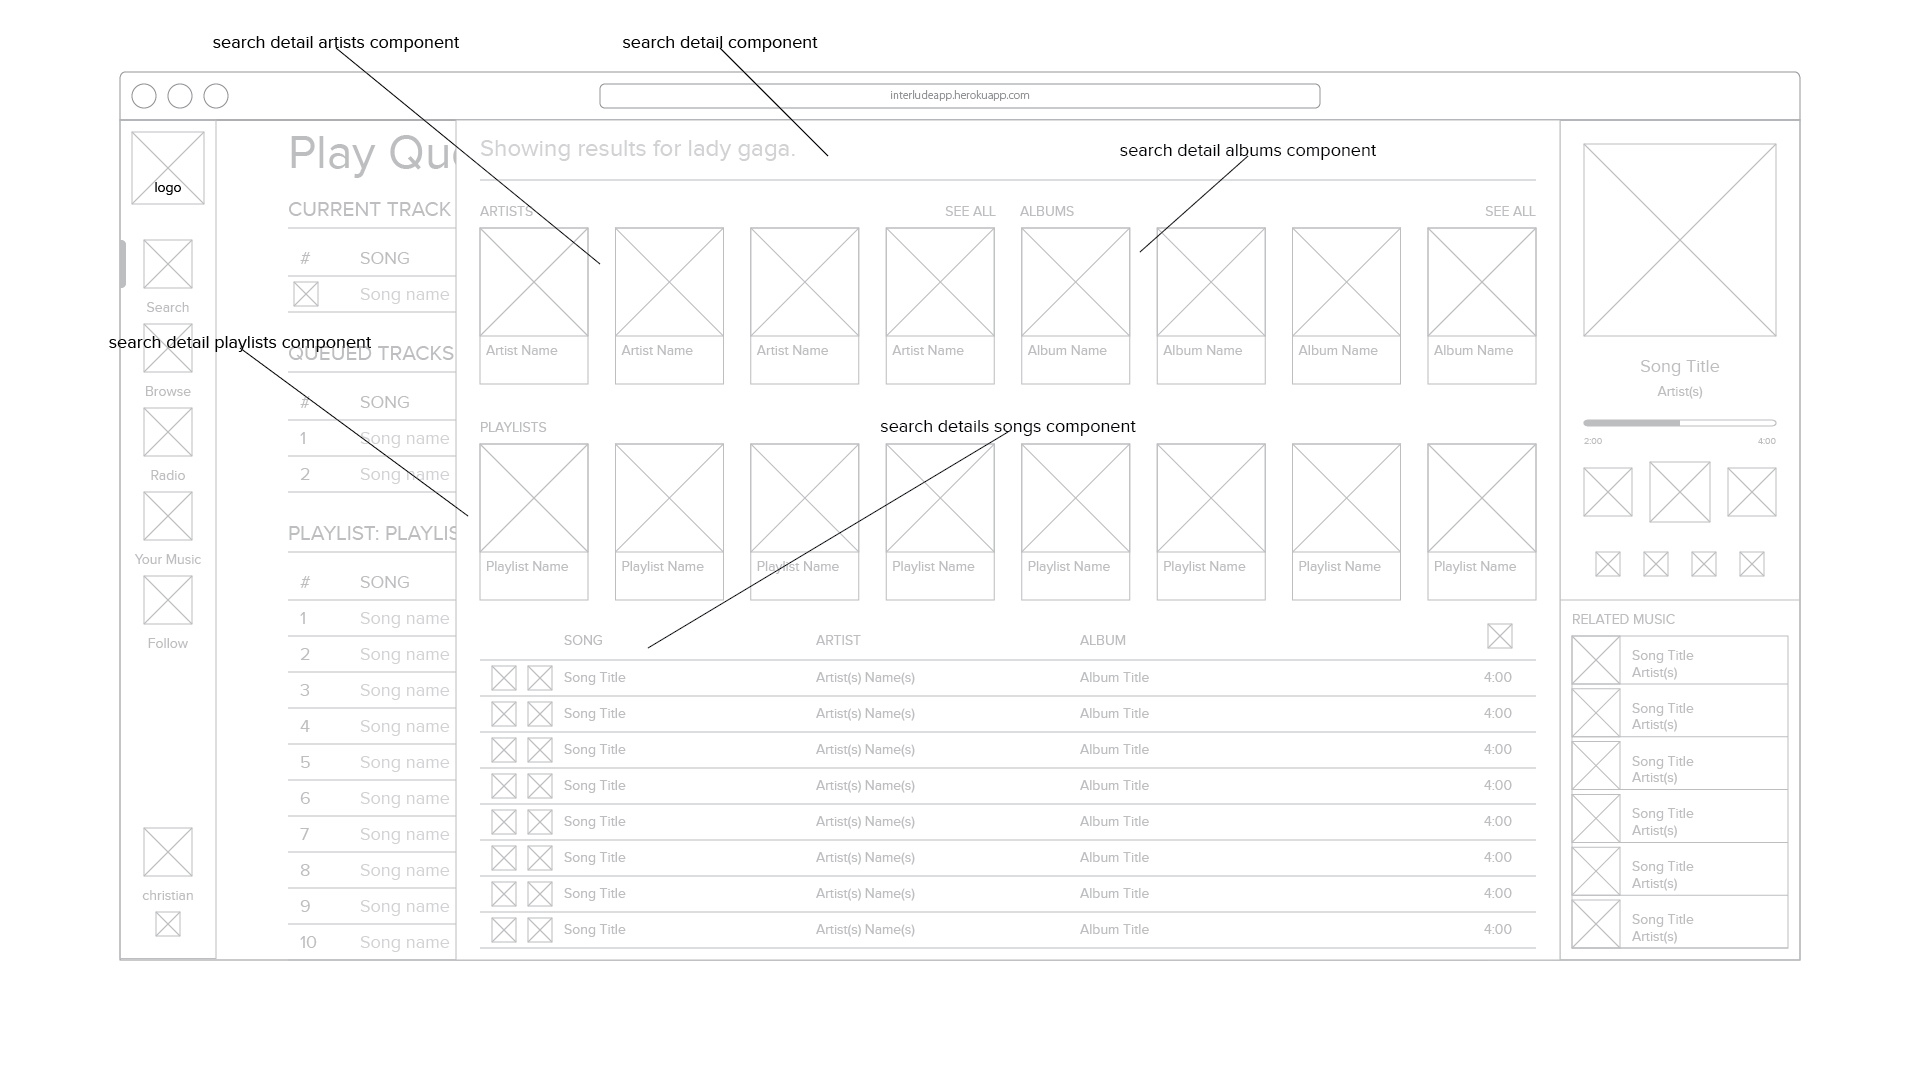 search detail artists component
search detail component
interludeapp.herokuapp.com
logo
Search
Browse
Radio
Your Music
Follow
christian
search detail playlists component
Play Que
CURRENT TRACK
# SONG
Song name
QUEUED TRACKS
# SONG
1 Song name
2 Song name
PLAYLIST: PLAYLIS
# SONG
1 Song name
2 Song name
3 Song name
4 Song name
5 Song name
6 Song name
7 Song name
8 Song name
9 Song name
10 Song name
Showing results for lady gaga.
search detail albums component
ARTISTS SEE ALL ALBUMS SEE ALL
Artist Name Artist Name Artist Name Artist Name Album Name Album Name Album Name Album Name
PLAYLISTS
search details songs component
Playlist Name Playlist Name Playlist Name Playlist Name Playlist Name Playlist Name Playlist Name Playlist Name
SONG ARTIST ALBUM
Song Title Artist(s) Name(s) Album Title 4:00
Song Title Artist(s) Name(s) Album Title 4:00
Song Title Artist(s) Name(s) Album Title 4:00
Song Title Artist(s) Name(s) Album Title 4:00
Song Title Artist(s) Name(s) Album Title 4:00
Song Title Artist(s) Name(s) Album Title 4:00
Song Title Artist(s) Name(s) Album Title 4:00
Song Title Artist(s) Name(s) Album Title 4:00
Song Title
Artist(s)
2:00 4:00
RELATED MUSIC
Song Title
Artist(s)
Song Title
Artist(s)
Song Title
Artist(s)
Song Title
Artist(s)
Song Title
Artist(s)
Song Title
Artist(s)